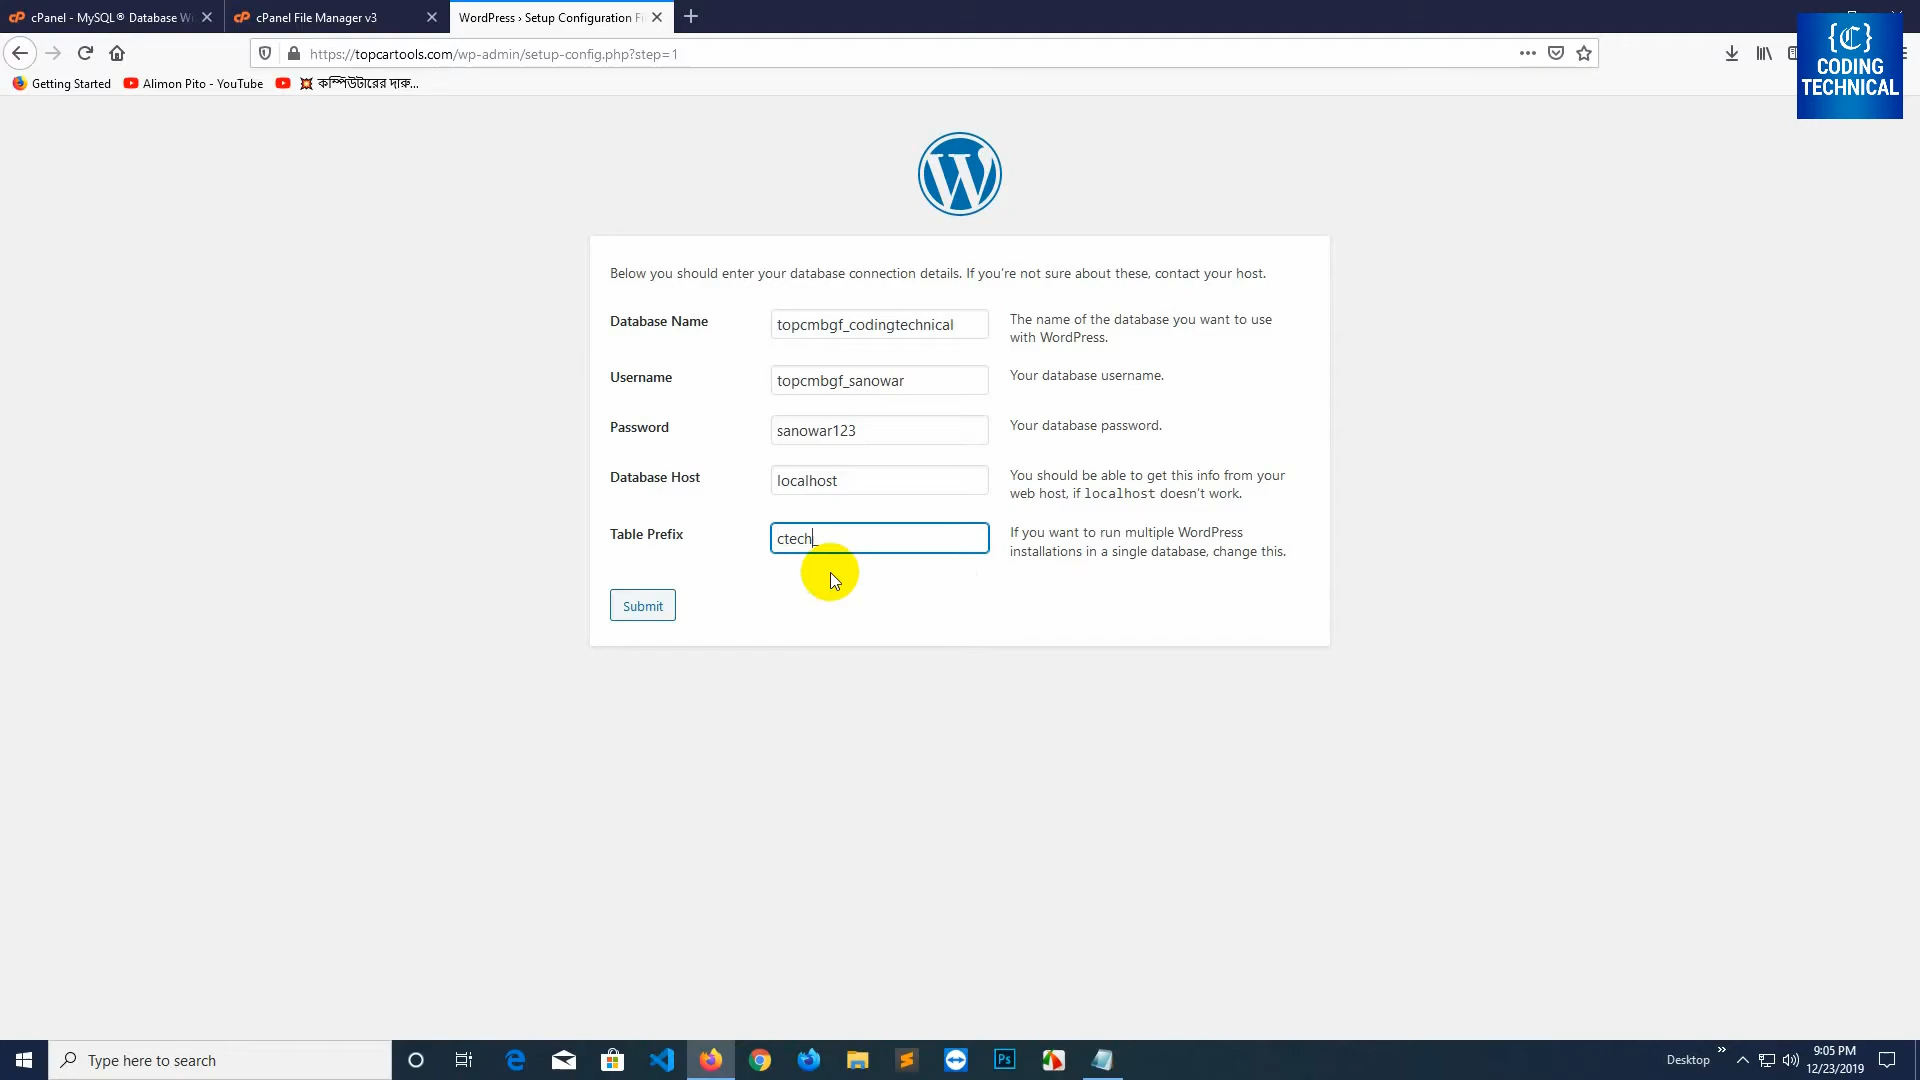 cPanel - MySQL® Database Wi
cPanel File Manager v3
WordPress › Setup Configuration F
https://topcartools.com/wp-admin/setup-config.php?step=1
Getting Started
Alimon Pito - YouTube
কম্পিউটারের দারু...
{C}
CODING
TECHNICAL
Below you should enter your database connection details. If you’re not sure about these, contact your host.
Database Name
topcmbgf_codingtechnical
The name of the database you want to use
with WordPress.
Username
topcmbgf_sanowar
Your database username.
Password
sanowar123
Your database password.
Database Host
localhost
You should be able to get this info from your
web host, if localhost doesn’t work.
Table Prefix
ctech_
If you want to run multiple WordPress
installations in a single database, change this.
Submit
Type here to search
Ps
Desktop
9:05 PM
12/23/2019